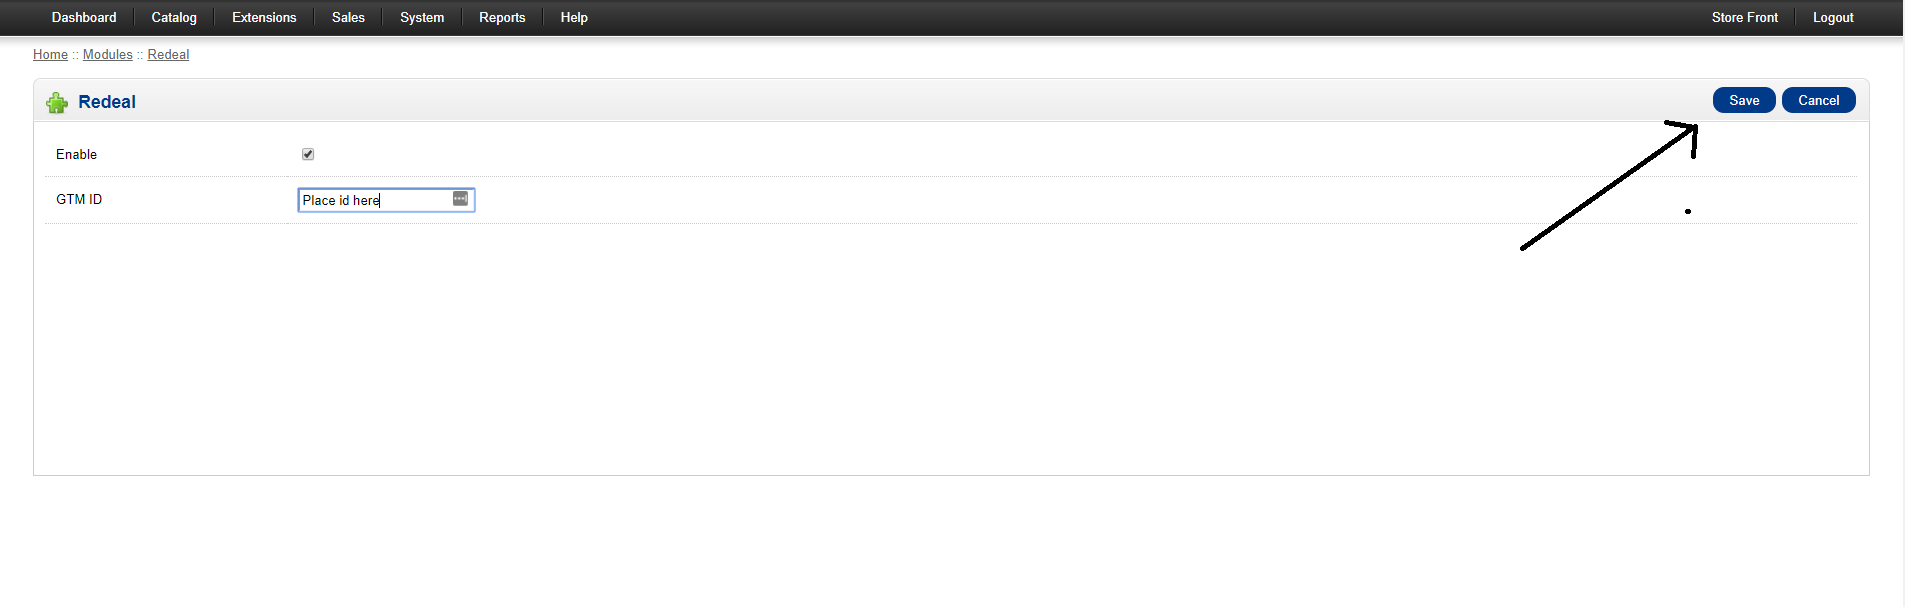 Dashboard Catalog Extensions Sales System Reports Help Store Front Logout
Home :: Modules :: Redeal
Redeal Save Cancel
Enable
GTM ID Place id here